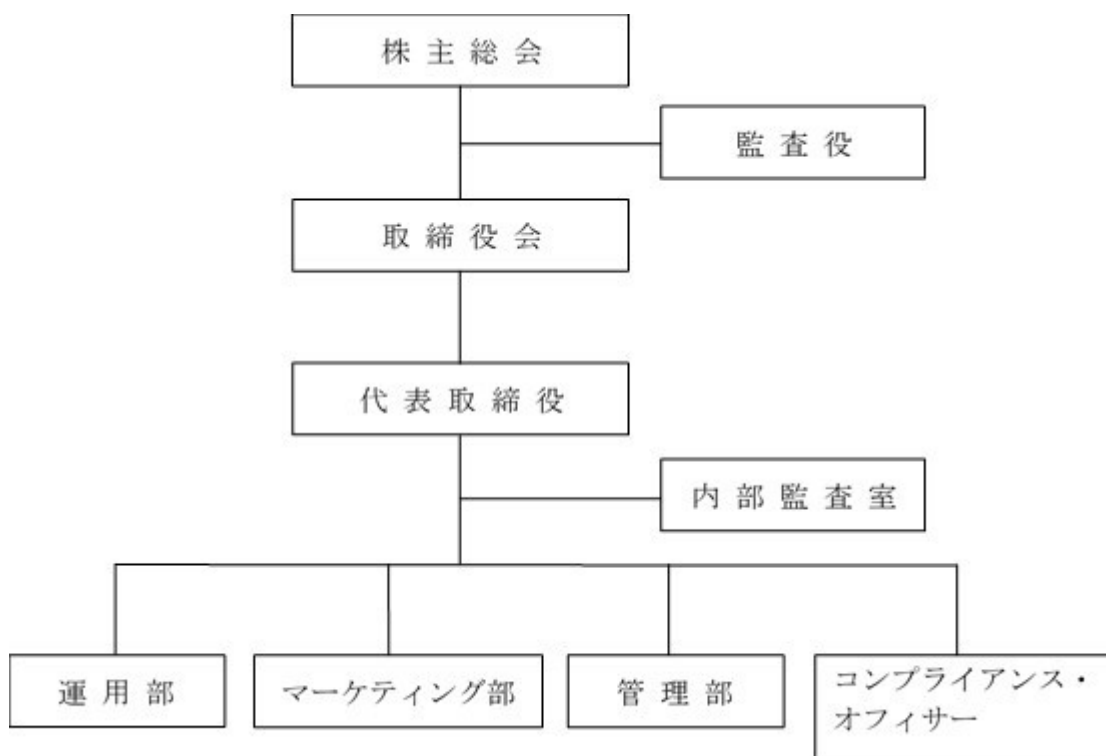 株主総会
監査役
取締役会
代表取締役
内部監査室
運用部
マーケティング部
管理部
コンプライアンス・
オフィサー